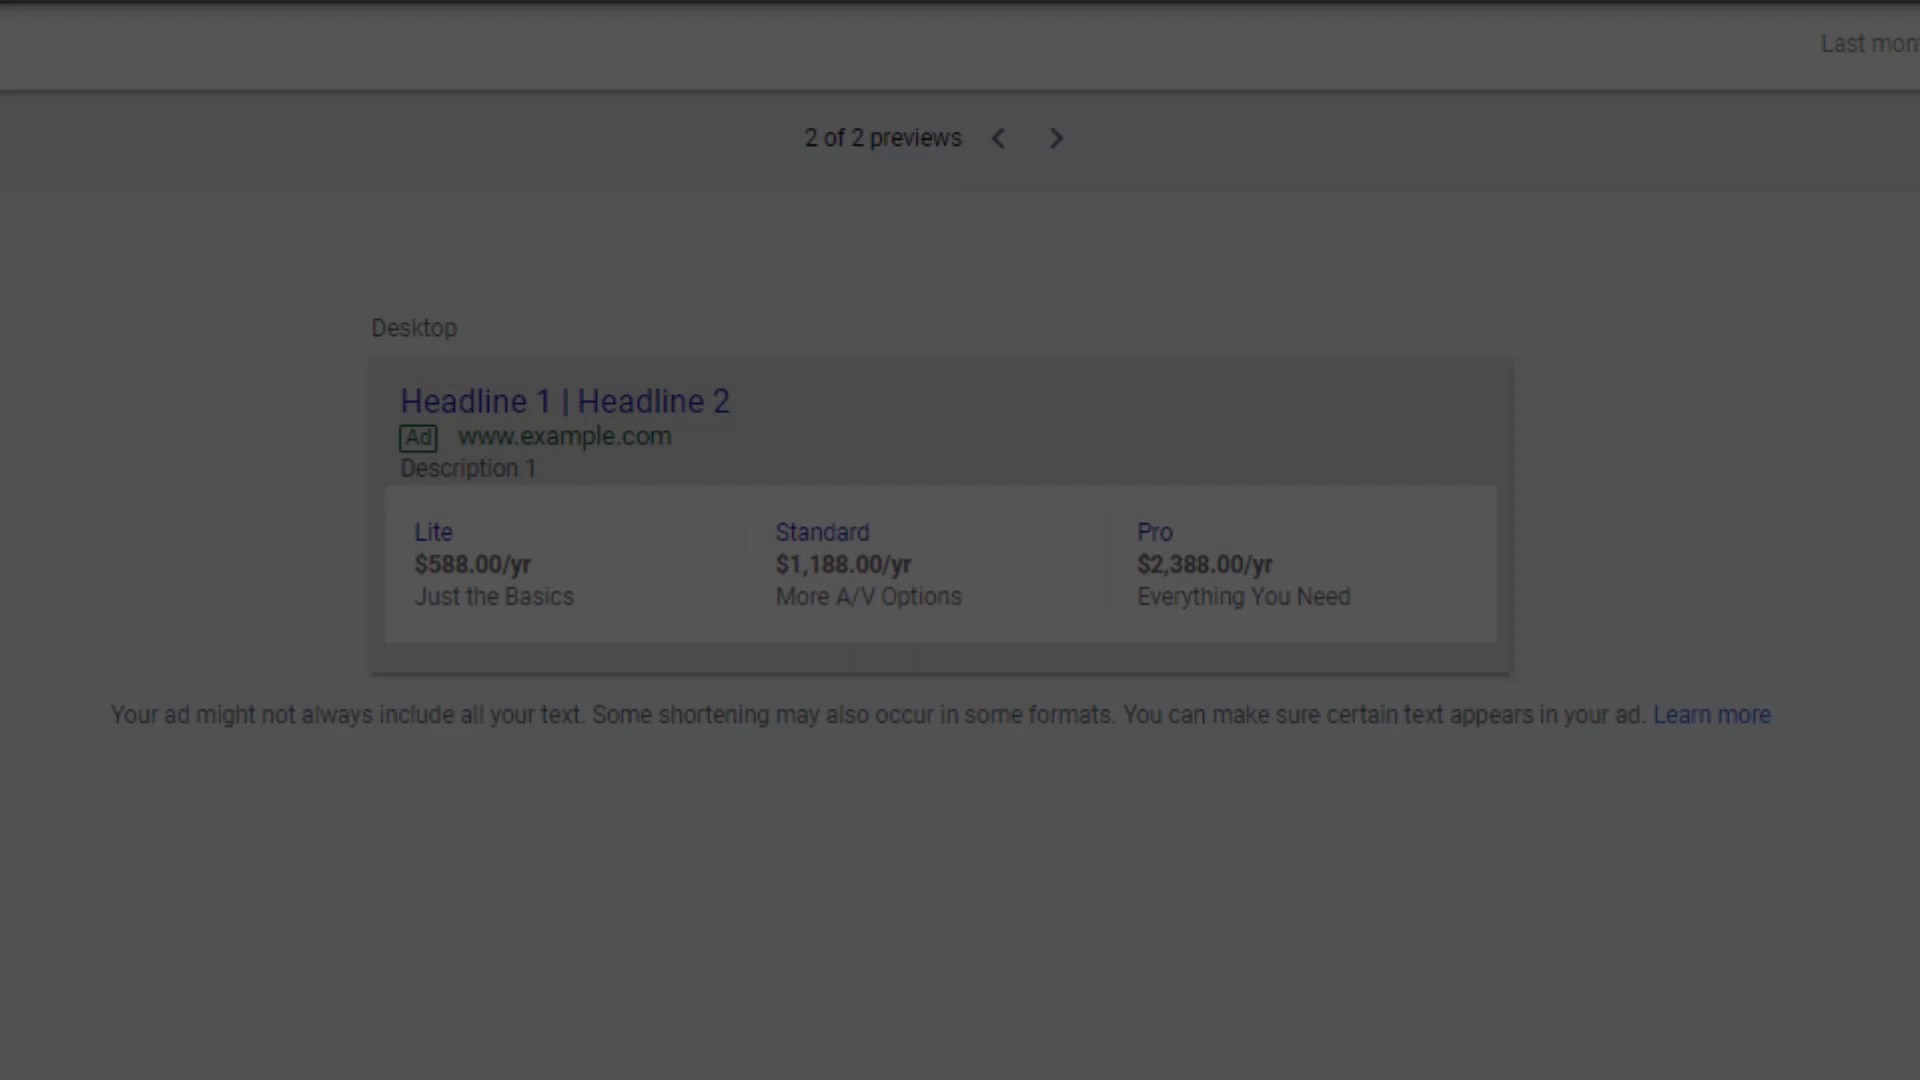 Last mon
2 of 2 previews
Desktop
Headline 1 | Headline 2
Ad www.example.com
Description 1
Lite
$588.00/yr
Just the Basics
Standard
$1,188.00/yr
More A/V Options
Pro
$2,388.00/yr
Everything You Need
Your ad might not always include all your text. Some shortening may also occur in some formats. You can make sure certain text appears in your ad. Learn more